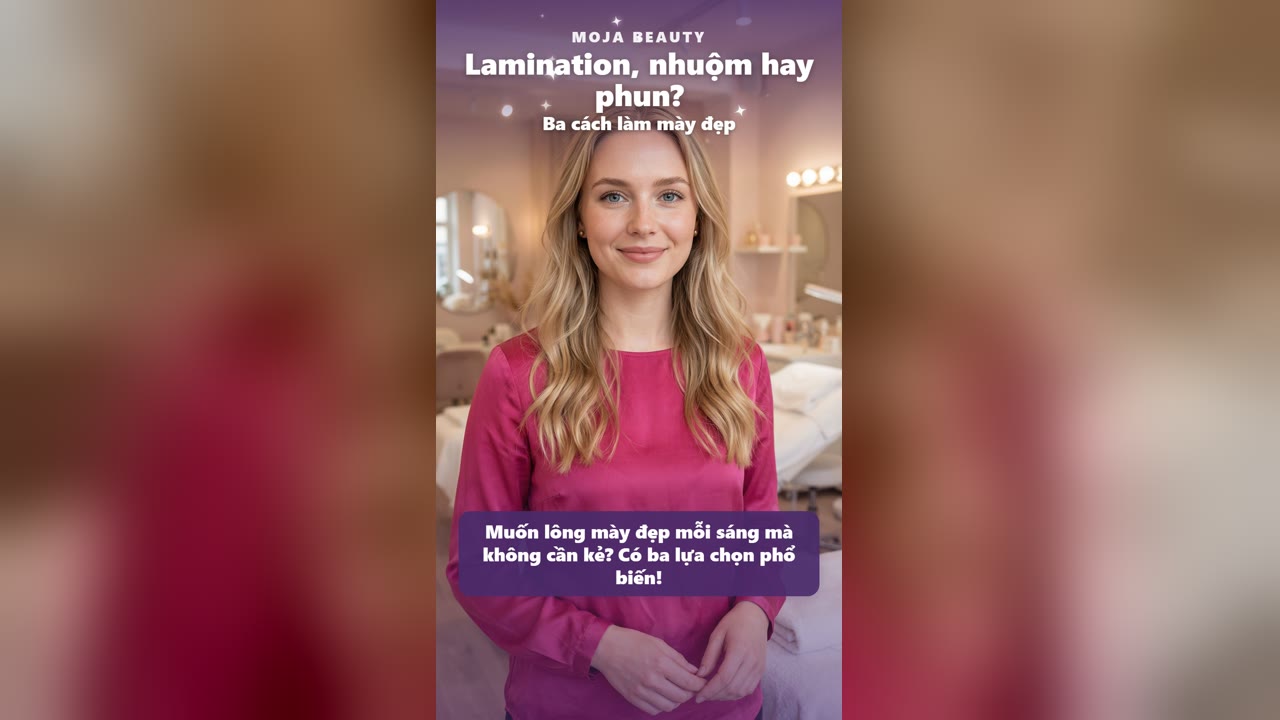 MOJA BEAUTY
Lamination, nhuộm hay
phun?
Ba cách làm mày đẹp
Muốn lông mày đẹp mỗi sáng mà
không cần kẻ? Có ba lựa chọn phổ
biến!